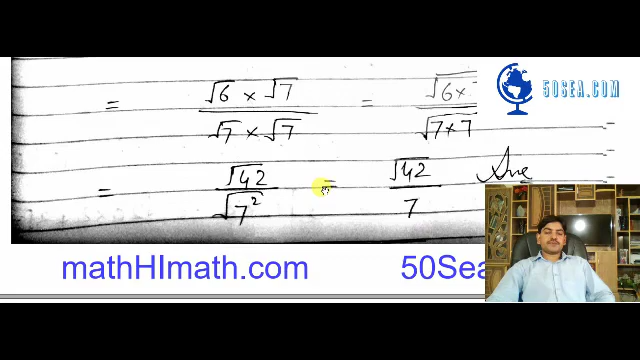 50SEA.COM
= √6 × √7 / √7 × √7 = √6× / √7×7
= √42 / √7² = √42 / 7 Ans
mathHImath.com 50Sea